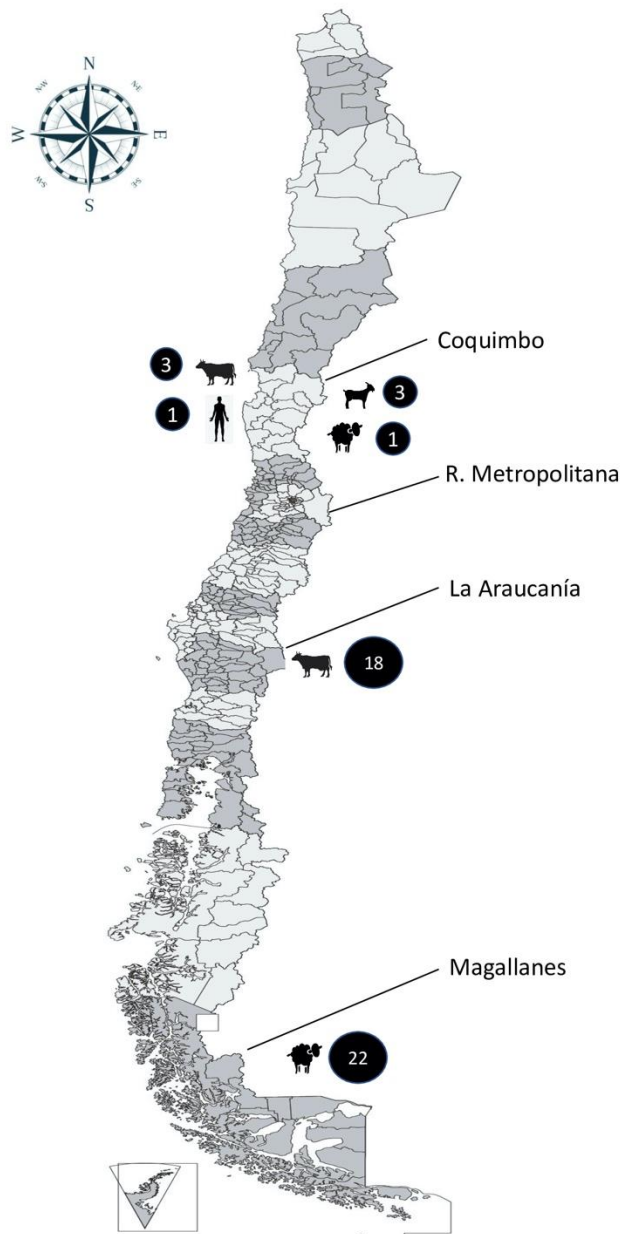 N
N-W
N-E
W
E
S-W
S-E
S
Coquimbo
3
3
1
1
R. Metropolitana
La Araucanía
18
Magallanes
22